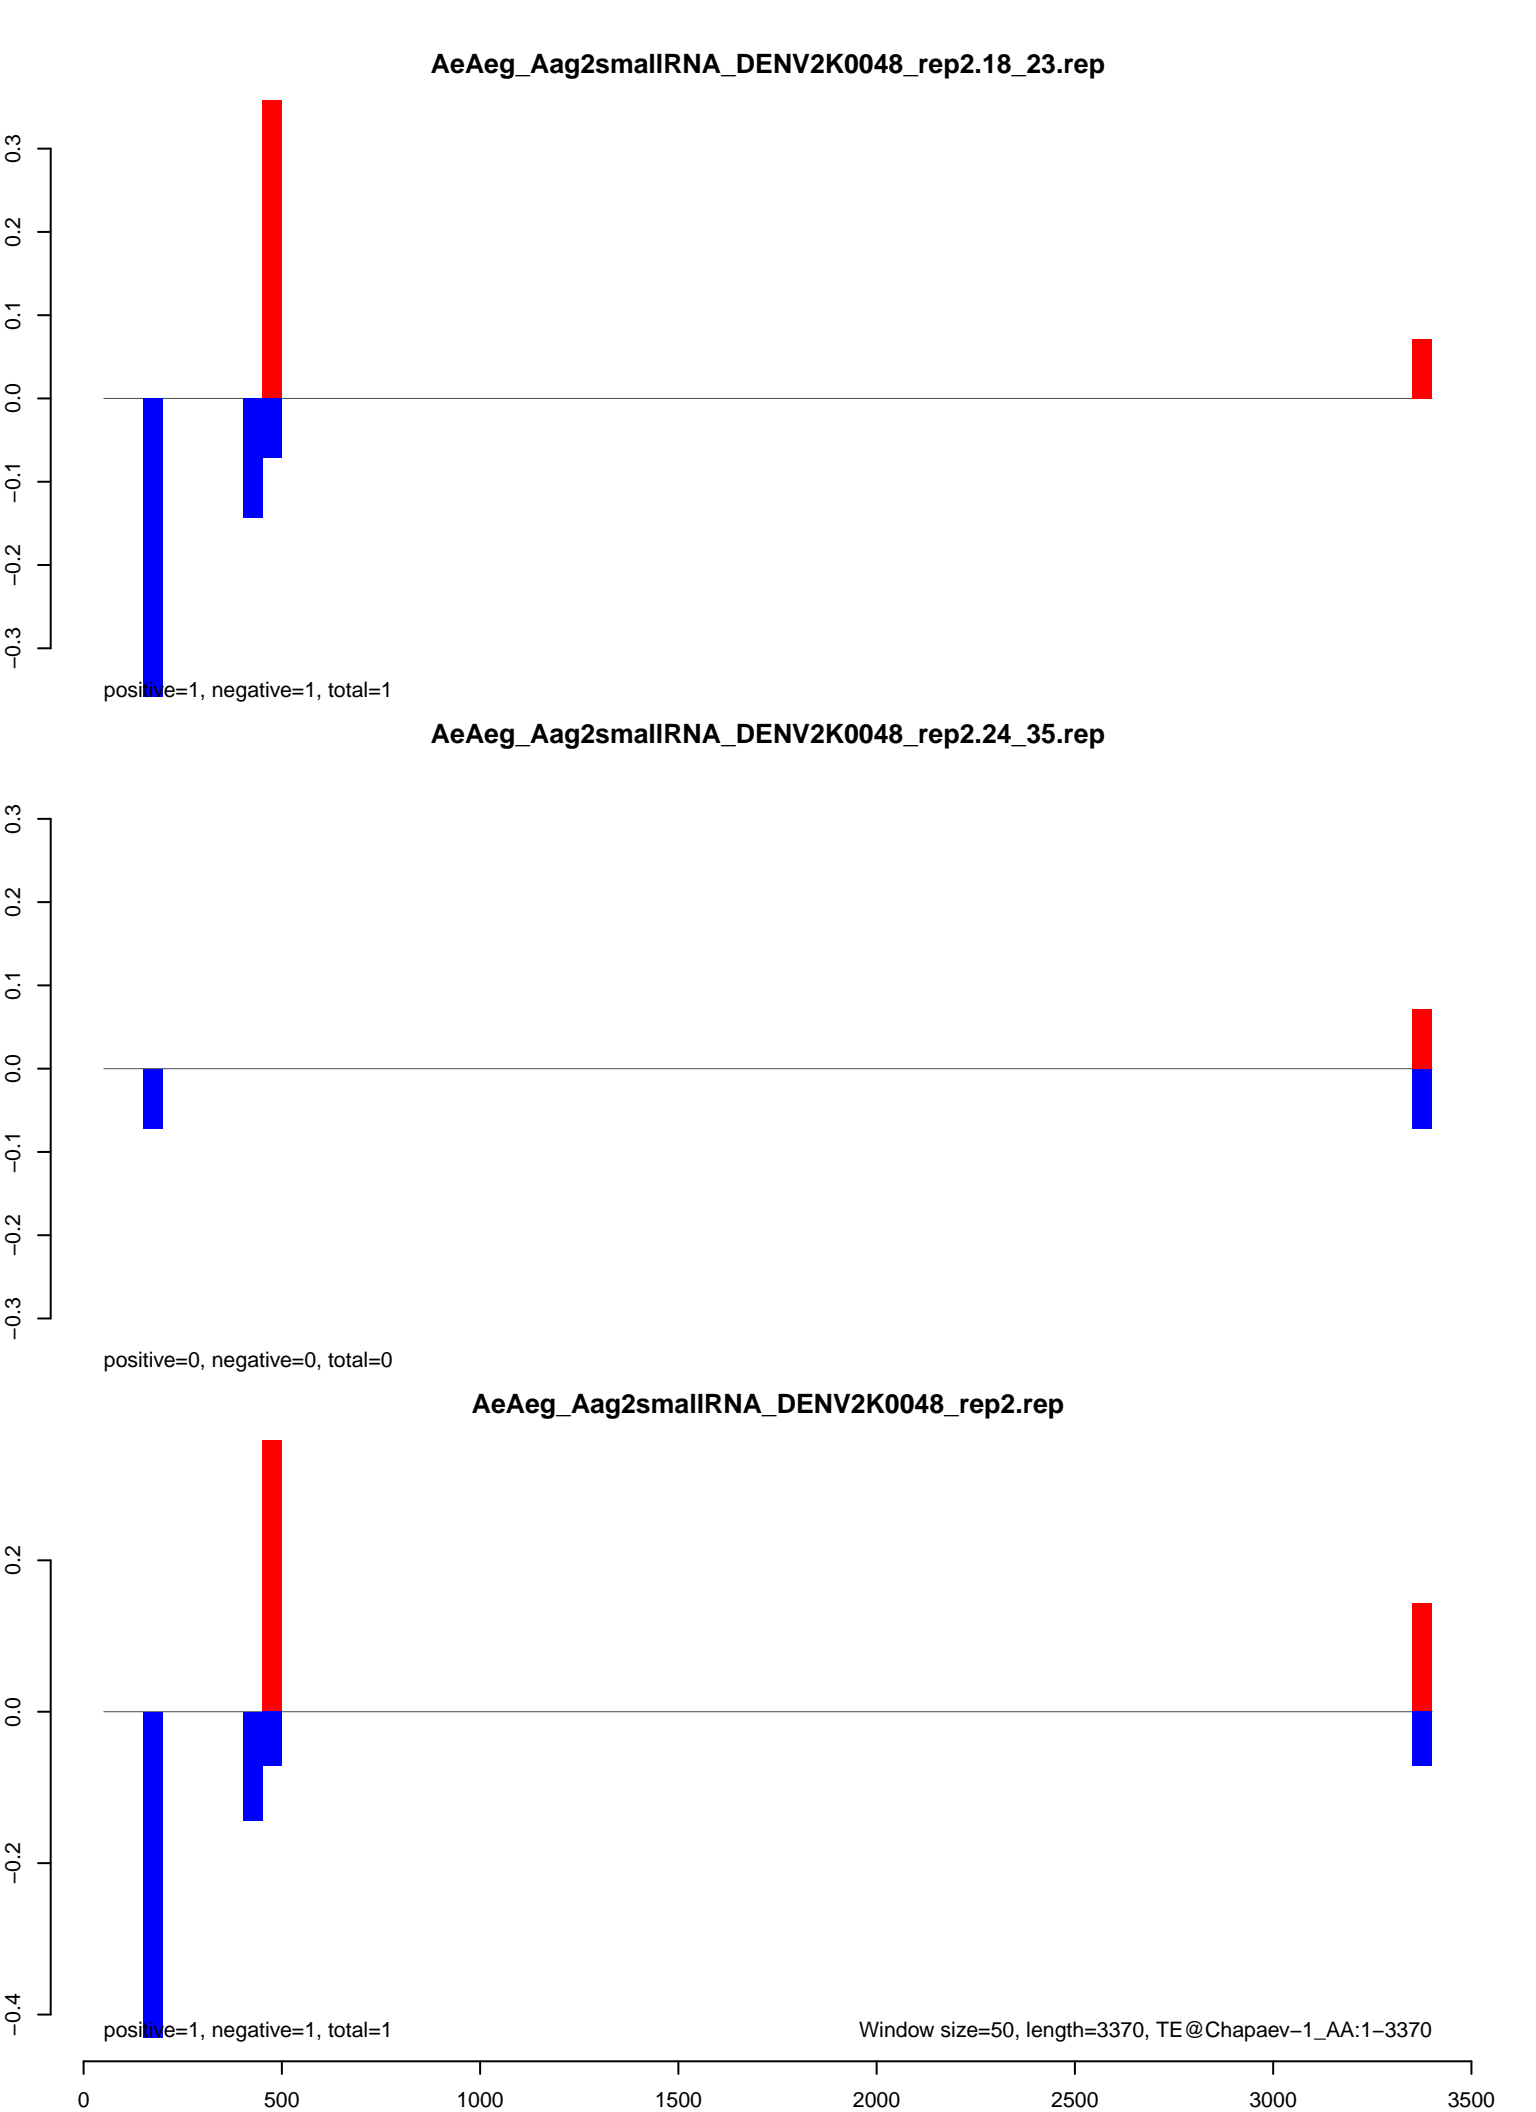 AeAeg_Aag2smallRNA_DENV2K0048_rep2.18_23.rep
0.3
0.2
0.1
0.0
−0.1
−0.2
−0.3
positive=1, negative=1, total=1
AeAeg_Aag2smallRNA_DENV2K0048_rep2.24_35.rep
0.3
0.2
0.1
0.0
−0.1
−0.2
−0.3
positive=0, negative=0, total=0
AeAeg_Aag2smallRNA_DENV2K0048_rep2.rep
0.2
0.0
−0.2
−0.4
positive=1, negative=1, total=1
Window size=50, length=3370, TE@Chapaev−1_AA:1−3370
0 500 1000 1500 2000 2500 3000 3500